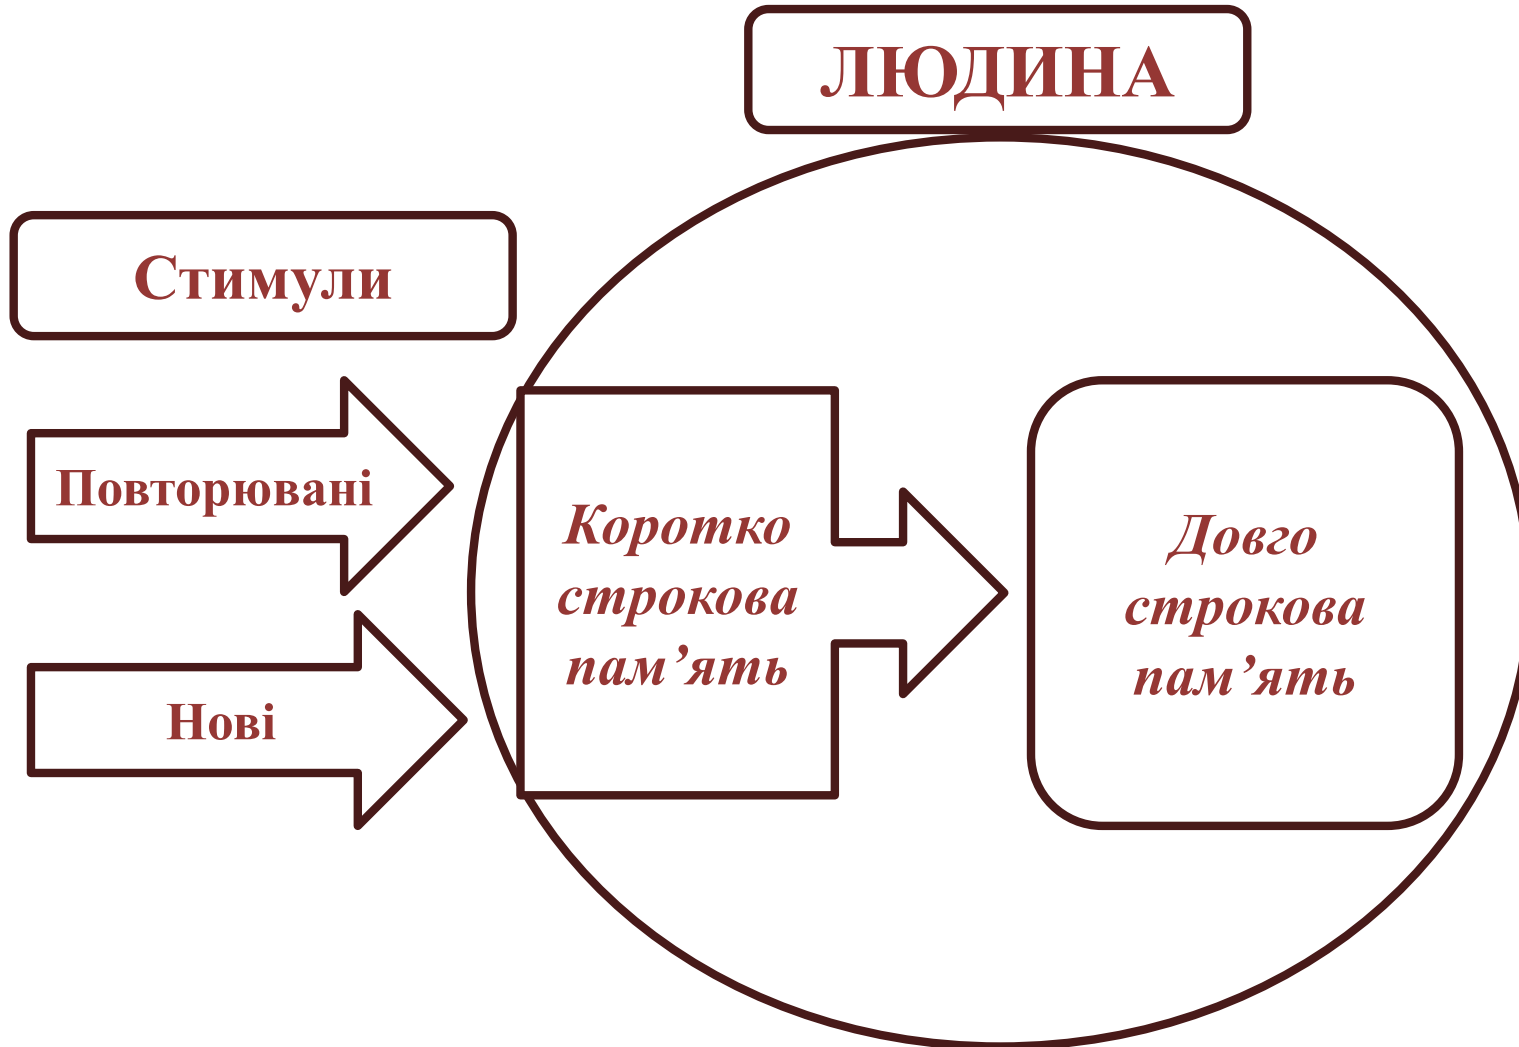 ЛЮДИНА
Стимули
Повторювані
Нові
Коротко
строкова
пам’ять
Довго
строкова
пам’ять